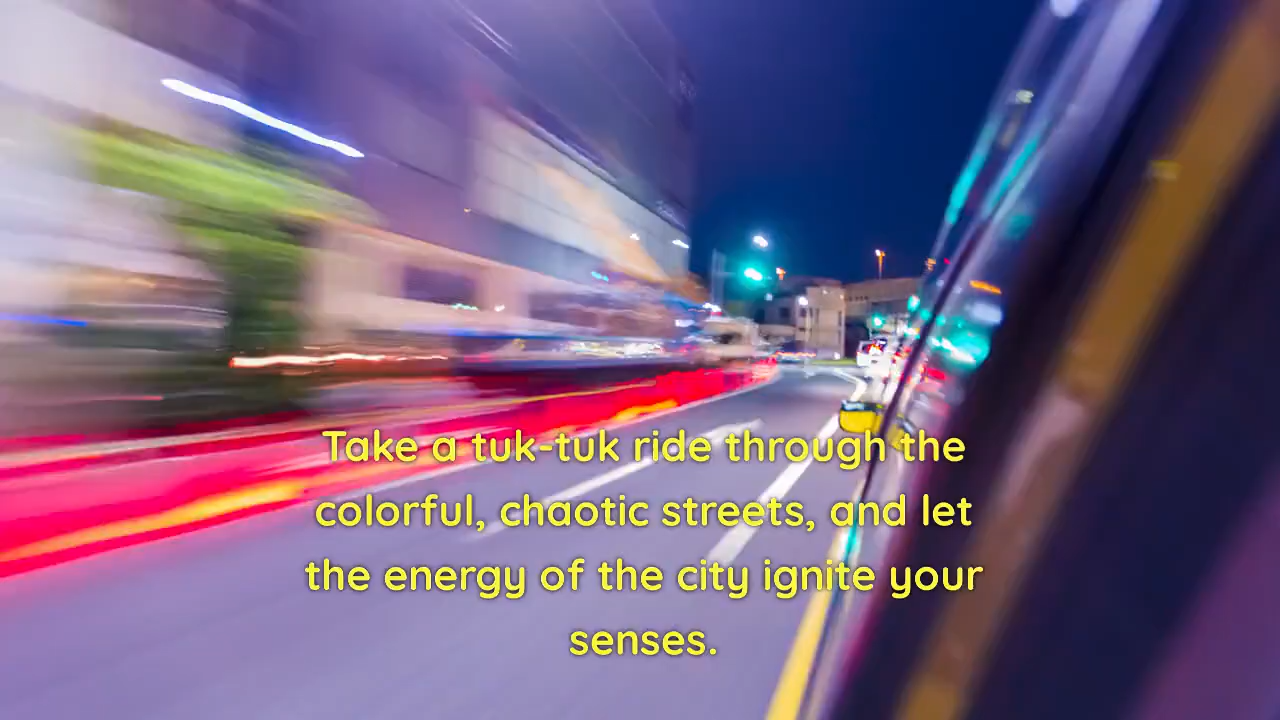 Take a tuk-tuk ride through the
colorful, chaotic streets, and let
the energy of the city ignite your
senses.